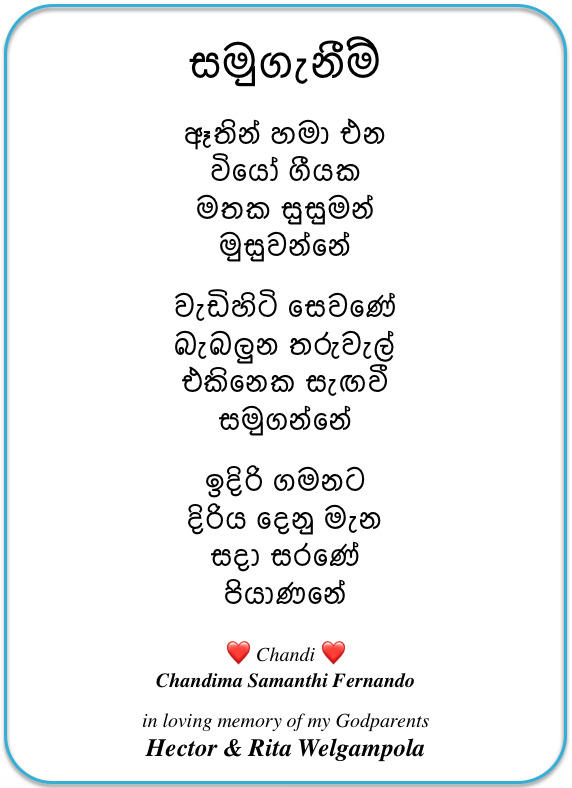 සමුගැනීම්
ඈතින් හමා එන
වියෝ ගීයක
මතක සුසුමන්
මුසුවන්නේ
වැඩිහිටි සෙවණේ
බැබලුන තරුවැල්
එකිනෙක සැඟවී
සමුගන්නේ
ඉදිරි ගමනට
දිරිය දෙනු මැන
සදා සරණේ
පියාණනේ
❤️ Chandi ❤️
Chandima Samanthi Fernando
in loving memory of my Godparents
Hector & Rita Welgampola